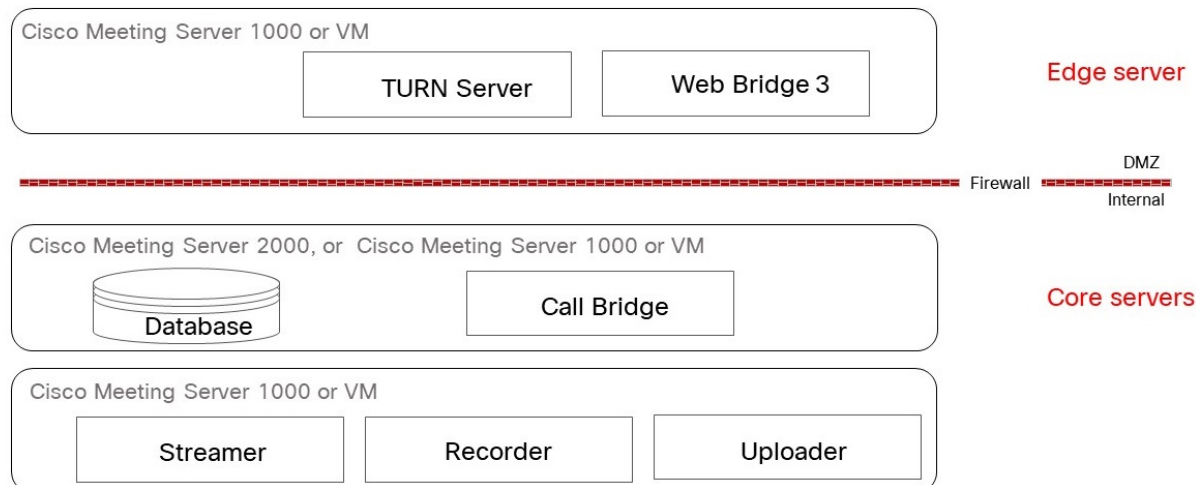 Cisco Meeting Server 1000 or VM
TURN Server
Web Bridge 3
Edge server
DMZ
Firewall
Internal
Cisco Meeting Server 2000, or Cisco Meeting Server 1000 or VM
Database
Call Bridge
Core servers
Cisco Meeting Server 1000 or VM
Streamer
Recorder
Uploader